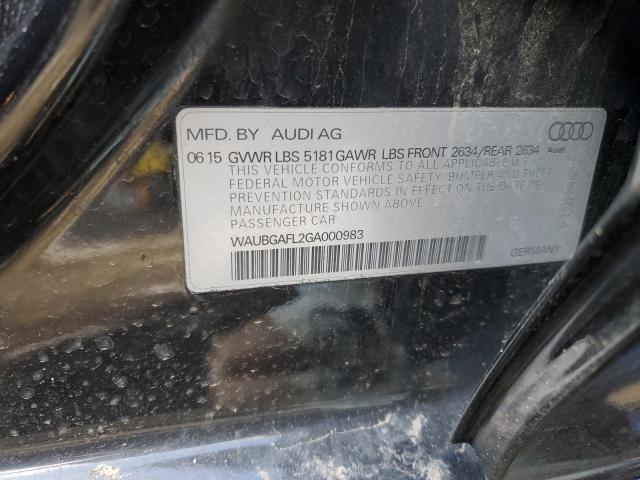 MFD. BY AUDI AG
06 15 GVWR LBS 5181 GAWR LBS FRONT 2634/REAR 2634
Audi
THIS VEHICLE CONFORMS TO ALL APPLICABLE U.S.
FEDERAL MOTOR VEHICLE SAFETY, BUMPER, AND THEFT
PREVENTION STANDARDS IN EFFECT ON THE DATE OF
MANUFACTURE SHOWN ABOVE
PASSENGER CAR
WAUBGAFL2GA000983
GERMANY